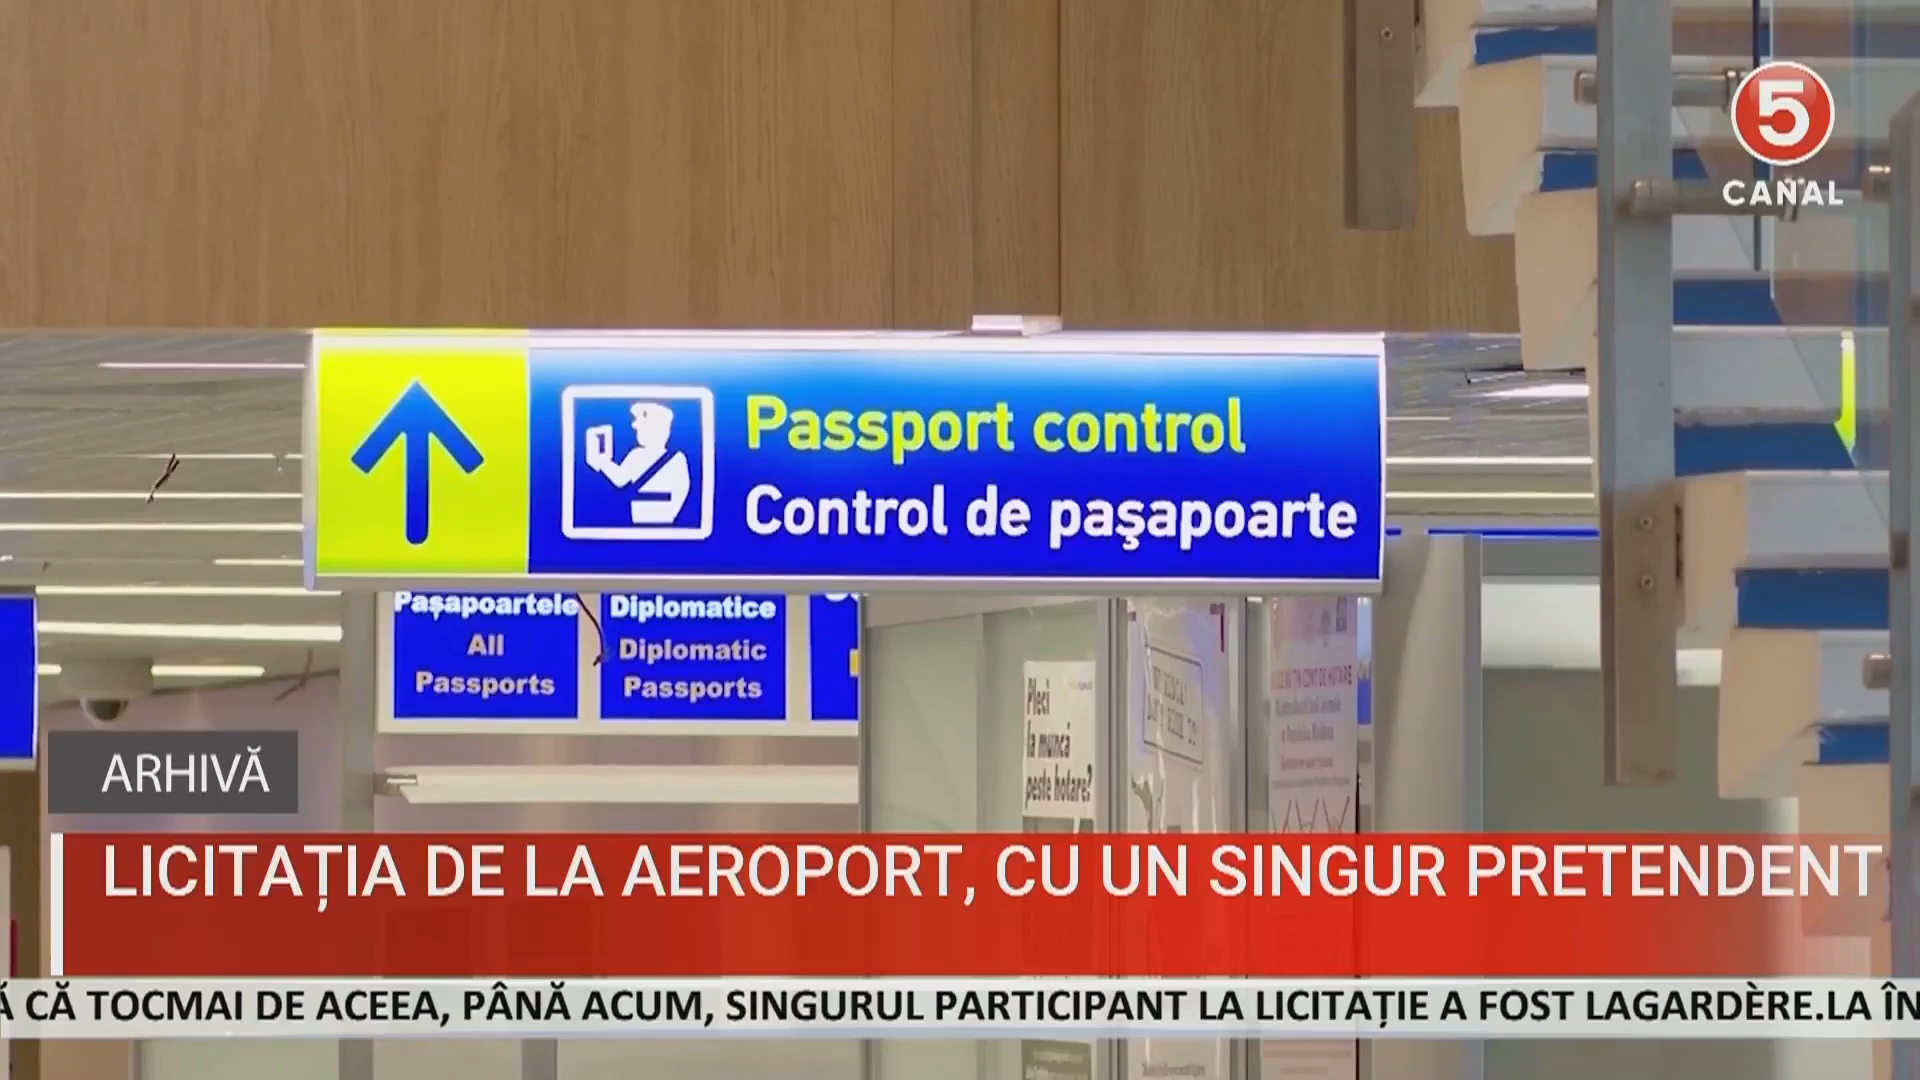 5
CANAL
Passport control
Control de paşapoarte
Pașapoartele
All
Passports
Diplomatice
Diplomatic
Passports
Pleci
la muncă
peste hotare?
ARHIVĂ
LICITAȚIA DE LA AEROPORT, CU UN SINGUR PRETENDENT
CĂ TOCMAI DE ACEEA, PÂNĂ ACUM, SINGURUL PARTICIPANT LA LICITAȚIE A FOST LAGARDÈRE.LA ÎN